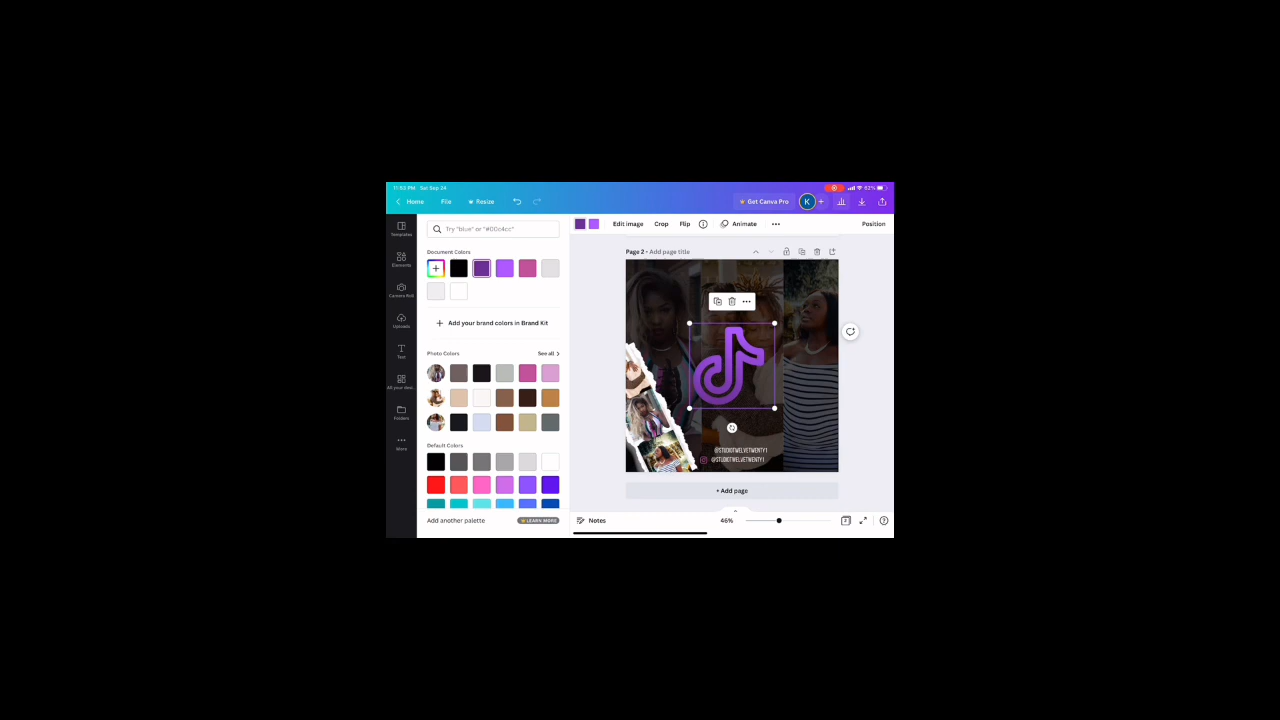 11:53 PM Sat Sep 24
62%
Home File Resize
Get Canva Pro
K
Edit image Crop Flip Animate Position
Templates
Elements
Camera Roll
Uploads
Text
All your desi...
Folders
More
Try "blue" or "#00c4cc"
Document Colors
Add your brand colors in Brand Kit
Photo Colors See all
Default Colors
Add another palette LEARN MORE
Page 2 - Add page title
@STUDIOTWELVETWENTY1
@STUDIOTWELVETWENTY1
+ Add page
Notes
46%
2